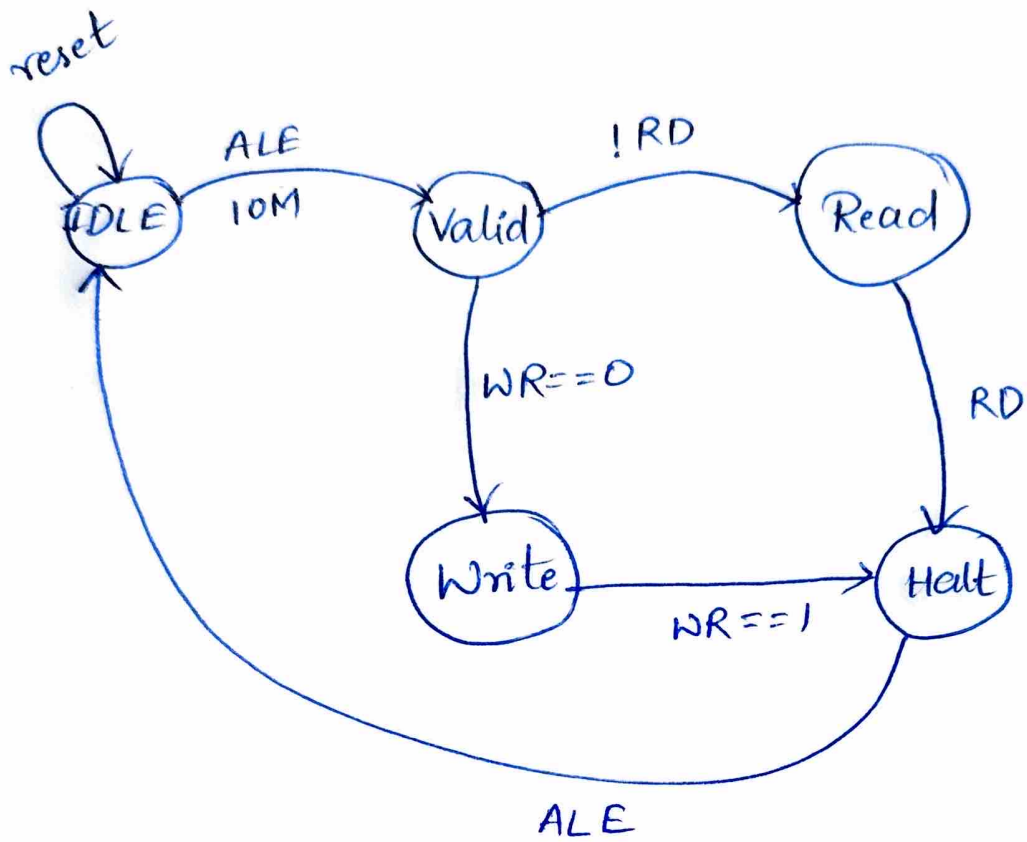 reset
ALE
IOM
! RD
IDLE
Valid
Read
WR==0
RD
Write
Halt
WR==1
ALE